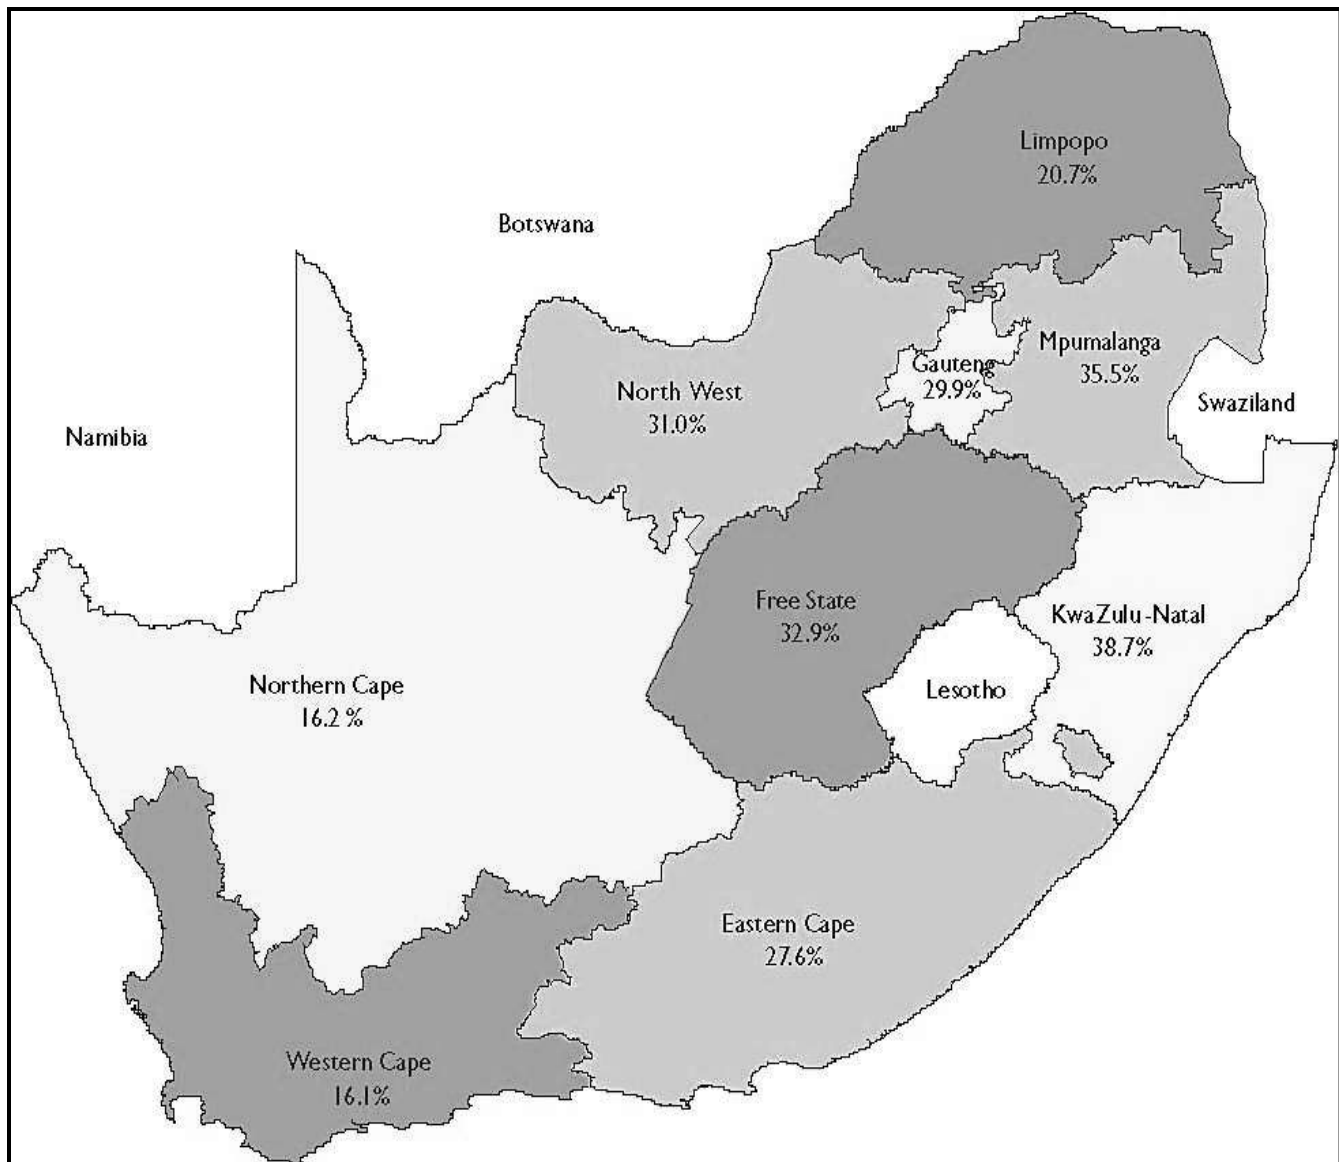 Limpopo
20.7%
Botswana
Mpumalanga
35.5%
Gauteng
29.9%
North West
31.0%
Swaziland
Namibia
Free State
32.9%
KwaZulu-Natal
38.7%
Northern Cape
16.2 %
Lesotho
Eastern Cape
27.6%
Western Cape
16.1%